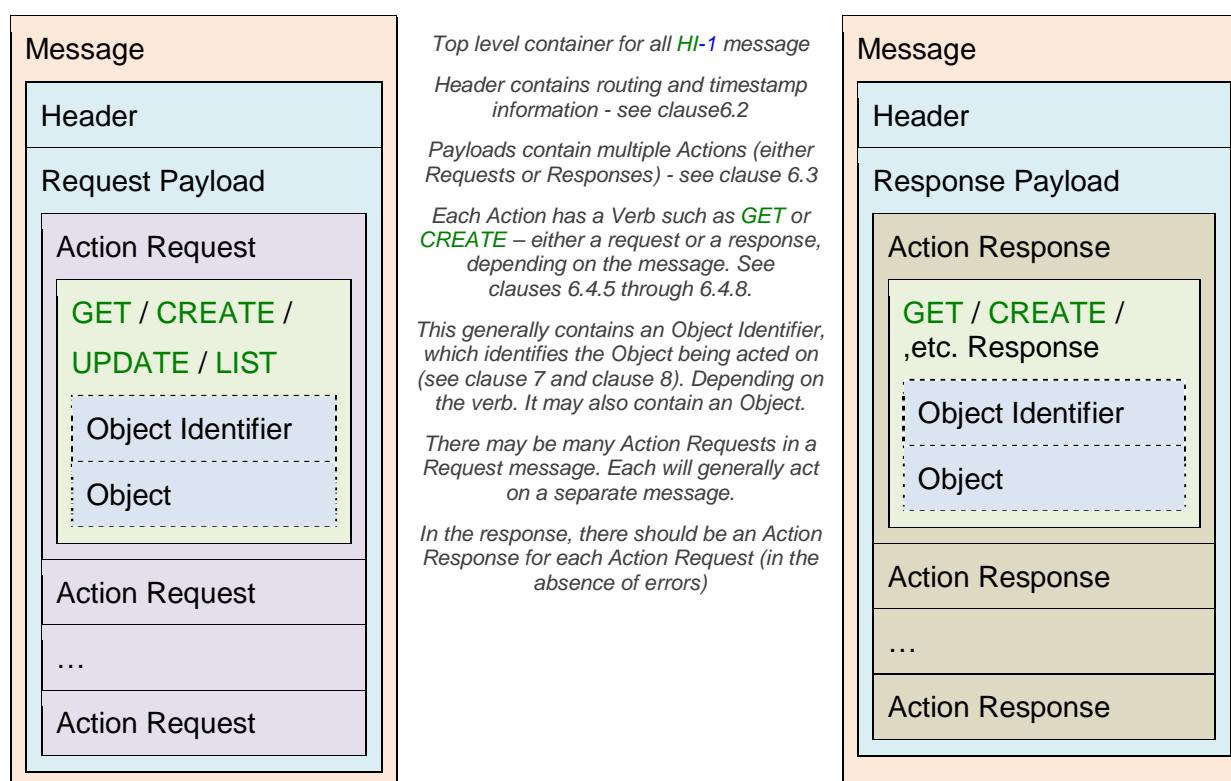 Message
Header
Request Payload
Action Request
GET / CREATE /
UPDATE / LIST
Object Identifier
Object
Action Request
…
Action Request
Top level container for all HI-1 message
Header contains routing and timestamp
information - see clause6.2
Payloads contain multiple Actions (either
Requests or Responses) - see clause 6.3
Each Action has a Verb such as GET or
CREATE – either a request or a response,
depending on the message. See
clauses 6.4.5 through 6.4.8.
This generally contains an Object Identifier,
which identifies the Object being acted on
(see clause 7 and clause 8). Depending on
the verb. It may also contain an Object.
There may be many Action Requests in a
Request message. Each will generally act
on a separate message.
In the response, there should be an Action
Response for each Action Request (in the
absence of errors)
Message
Header
Response Payload
Action Response
GET / CREATE /
,etc. Response
Object Identifier
Object
Action Response
…
Action Response